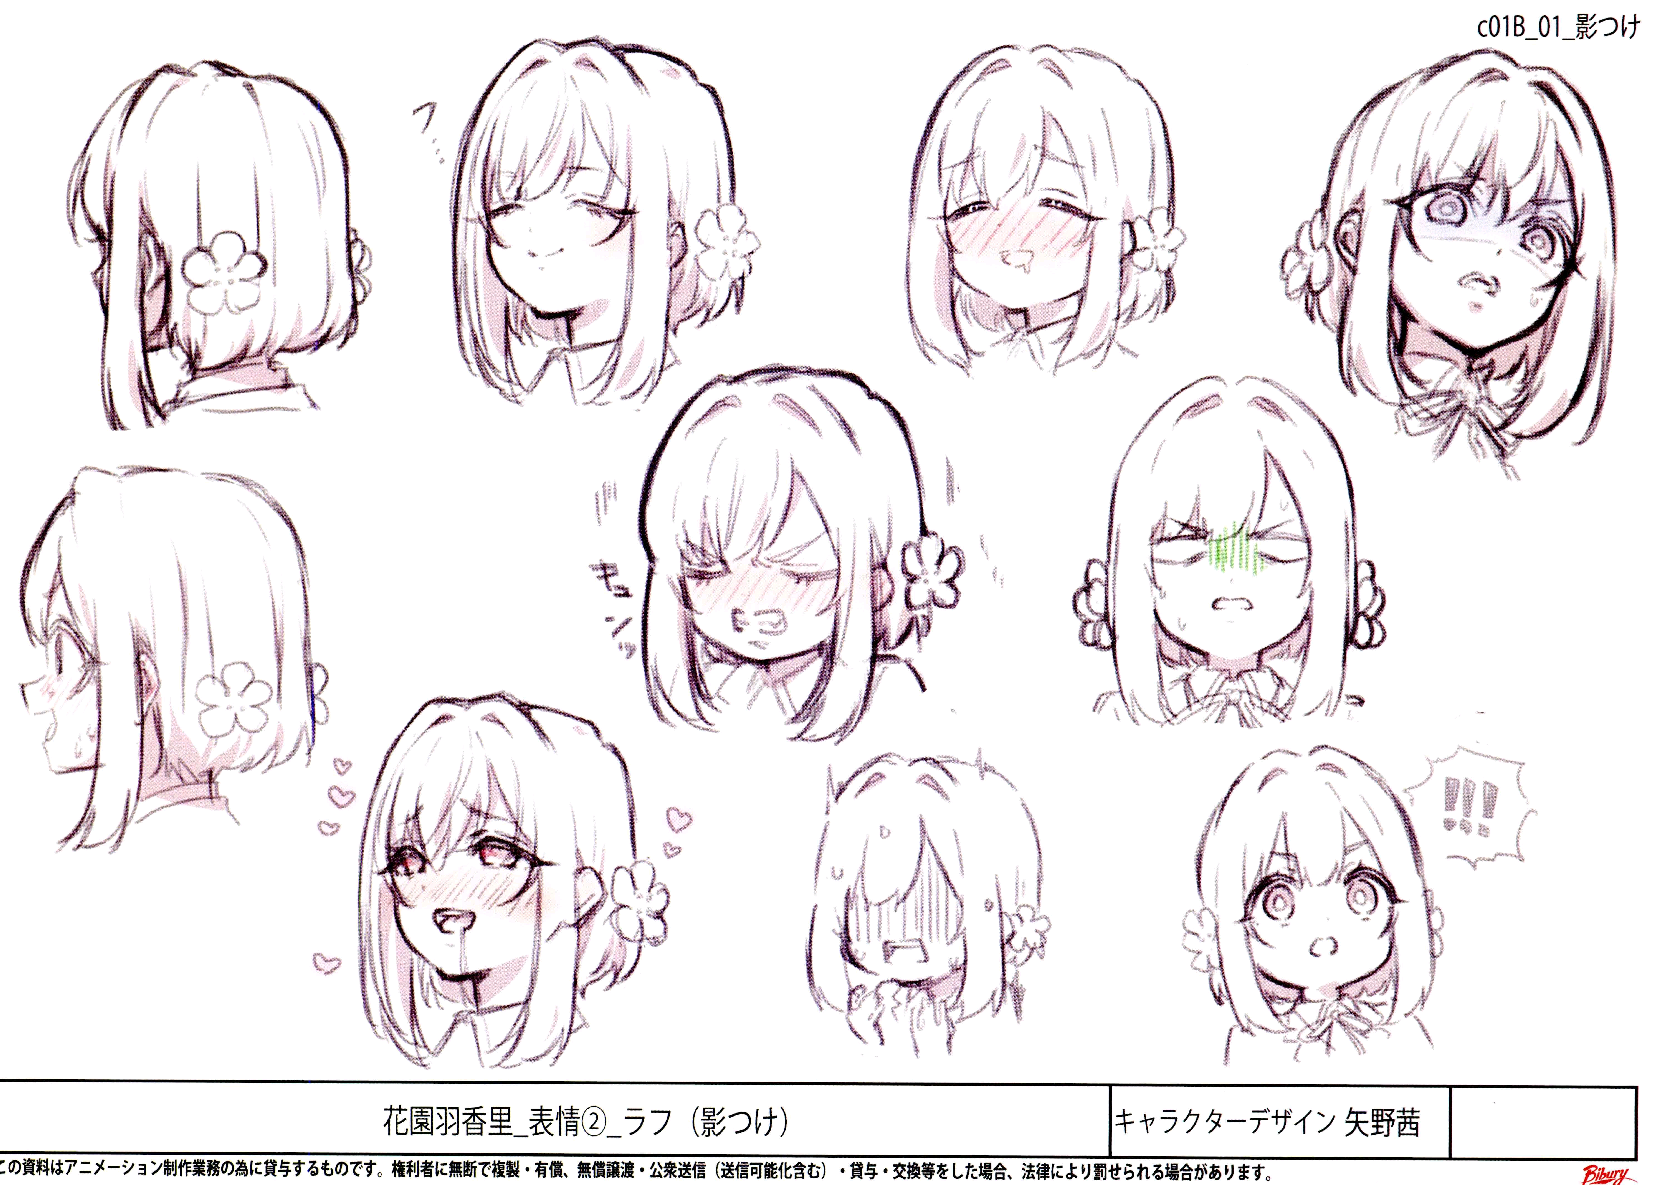 c01B_01_影つけ
フ…
キュンッ
!!!
花園羽香里_表情②_ラフ（影つけ）
キャラクターデザイン 矢野茜
この資料はアニメーション制作業務の為に貸与するものです。権利者に無断で複製・有償、無償譲渡・公衆送信（送信可能化含む）・貸与・交換等をした場合、法律により罰せられる場合があります。
Bibury